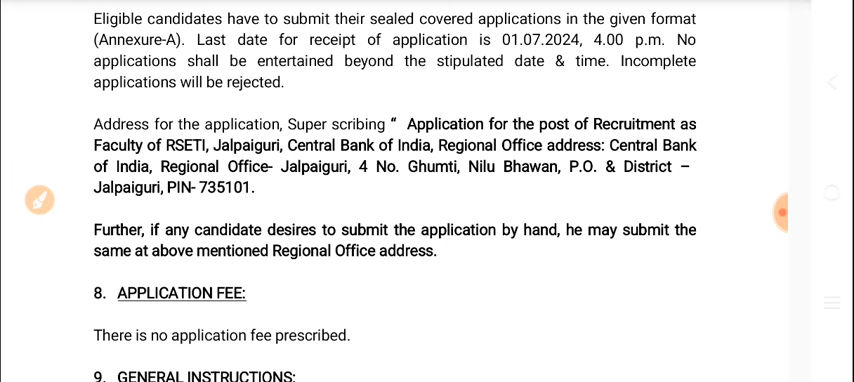 Eligible candidates have to submit their sealed covered applications in the given format
(Annexure-A). Last date for receipt of application is 01.07.2024, 4.00 p.m. No
applications shall be entertained beyond the stipulated date & time. Incomplete
applications will be rejected.
Address for the application, Super scribing “ Application for the post of Recruitment as
Faculty of RSETI, Jalpaiguri, Central Bank of India, Regional Office address: Central Bank
of India, Regional Office- Jalpaiguri, 4 No. Ghumti, Nilu Bhawan, P.O. & District –
Jalpaiguri, PIN- 735101.
Further, if any candidate desires to submit the application by hand, he may submit the
same at above mentioned Regional Office address.
8. APPLICATION FEE:
There is no application fee prescribed.
9. GENERAL INSTRUCTIONS: